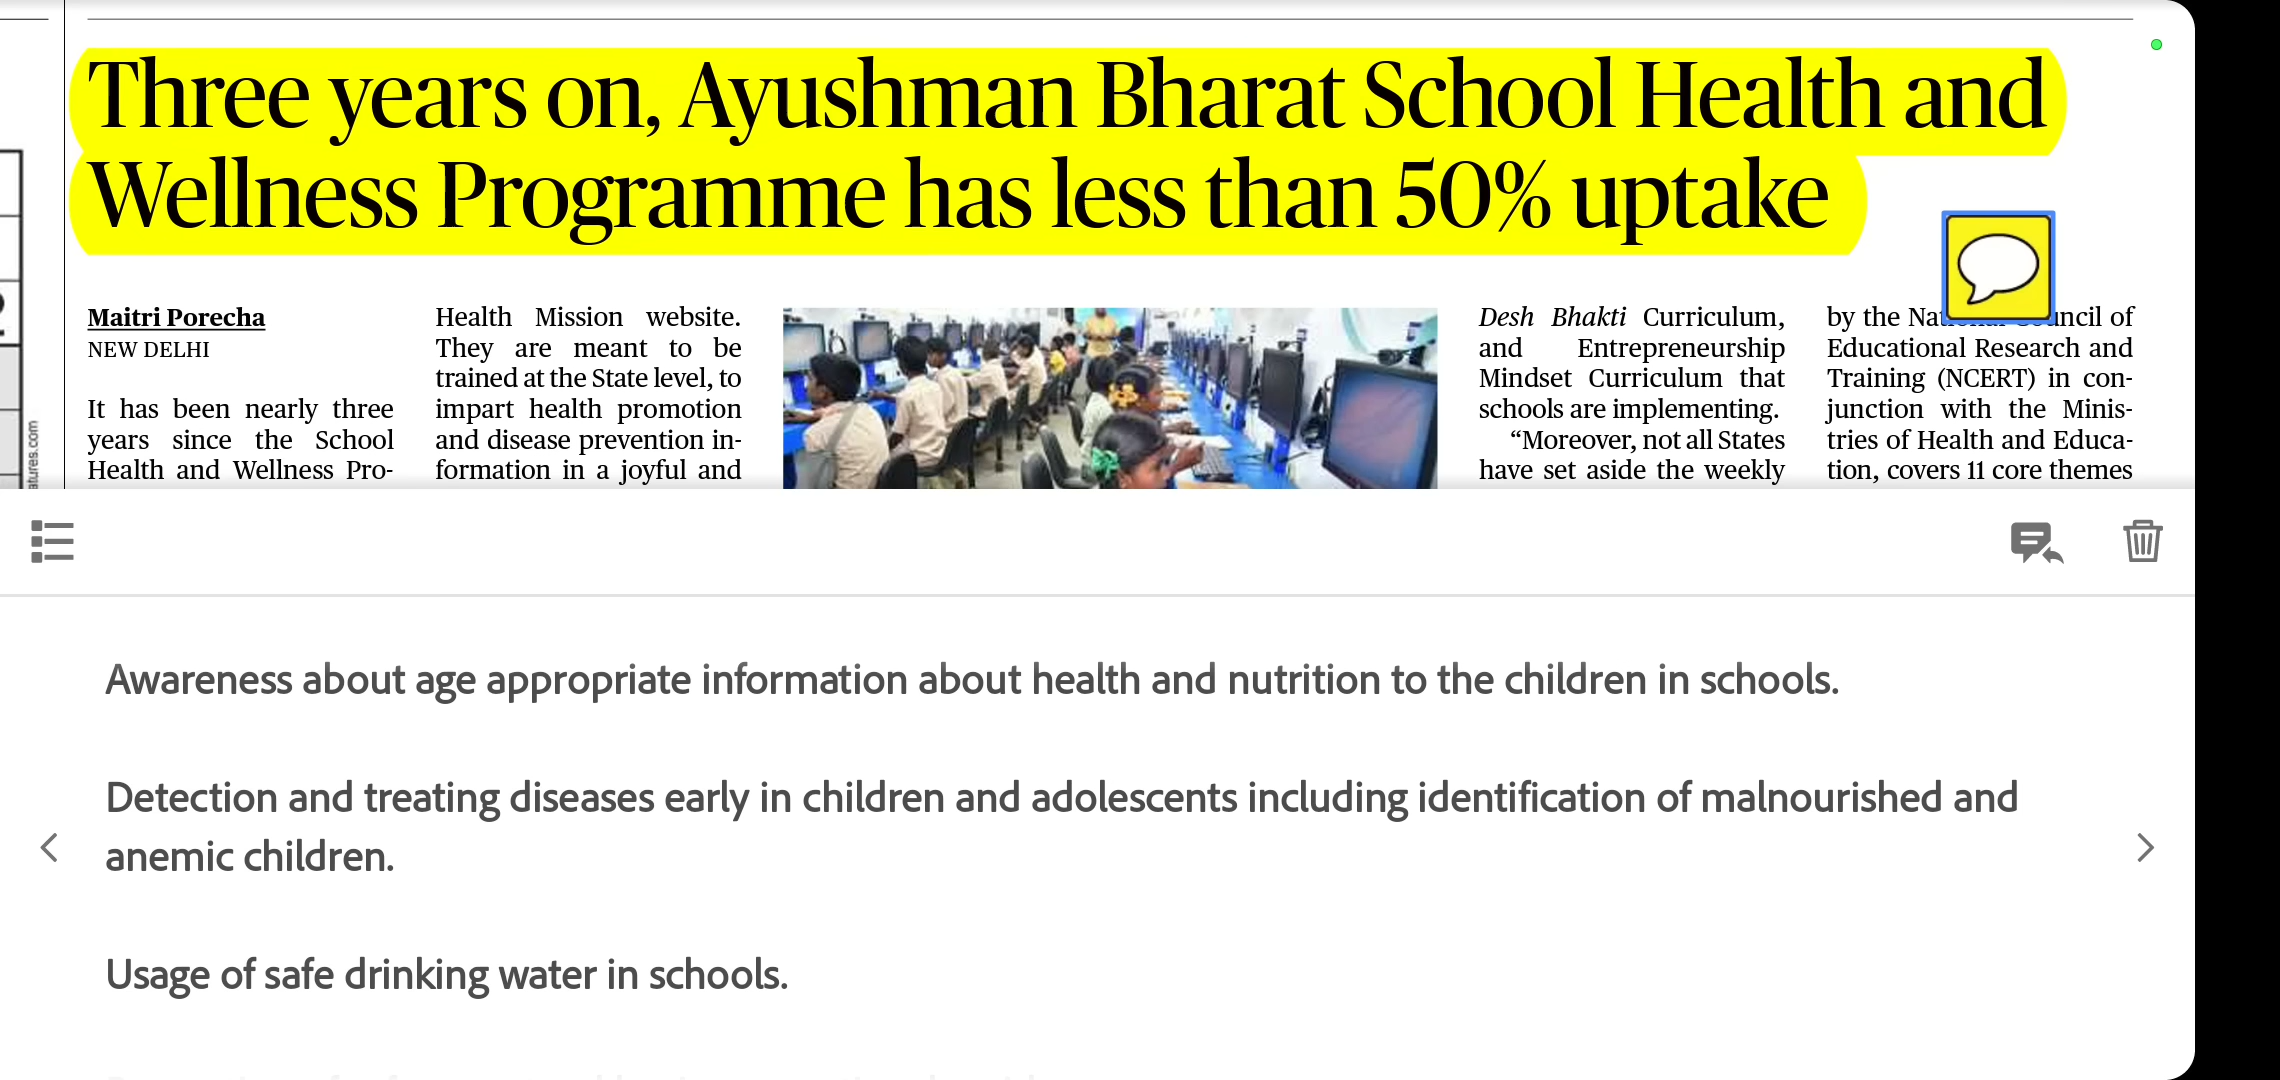 Three years on, Ayushman Bharat School Health and
Wellness Programme has less than 50% uptake
Maitri Porecha
NEW DELHI
It has been nearly three
years since the School
Health and Wellness Pro-
Health Mission website.
They are meant to be
trained at the State level, to
impart health promotion
and disease prevention in-
formation in a joyful and
Desh Bhakti Curriculum,
and Entrepreneurship
Mindset Curriculum that
schools are implementing.
“Moreover, not all States
have set aside the weekly
by the uncil of
Educational Research and
Training (NCERT) in con-
junction with the Minis-
tries of Health and Educa-
tion, covers 11 core themes
atures.com
Awareness about age appropriate information about health and nutrition to the children in schools.
Detection and treating diseases early in children and adolescents including identification of malnourished and
anemic children.
Usage of safe drinking water in schools.